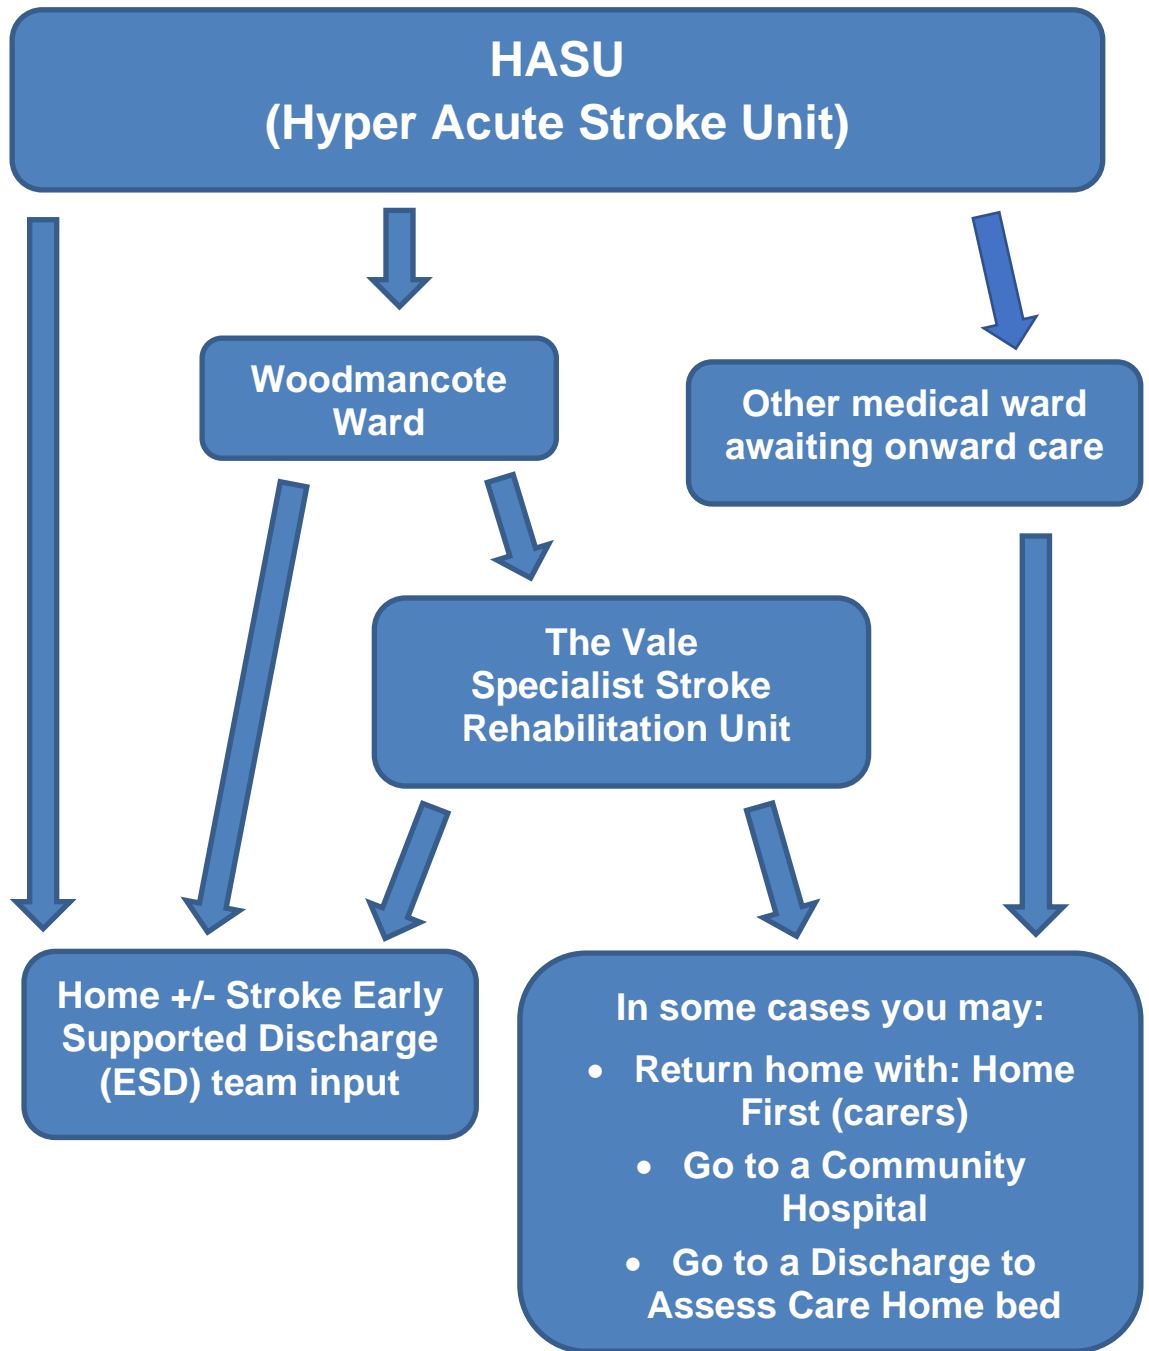 HASU
(Hyper Acute Stroke Unit)
Woodmancote
Ward
Other medical ward
awaiting onward care
The Vale
Specialist Stroke
Rehabilitation Unit
Home +/- Stroke Early
Supported Discharge
(ESD) team input
In some cases you may:
• Return home with: Home
First (carers)
• Go to a Community
Hospital
• Go to a Discharge to
Assess Care Home bed